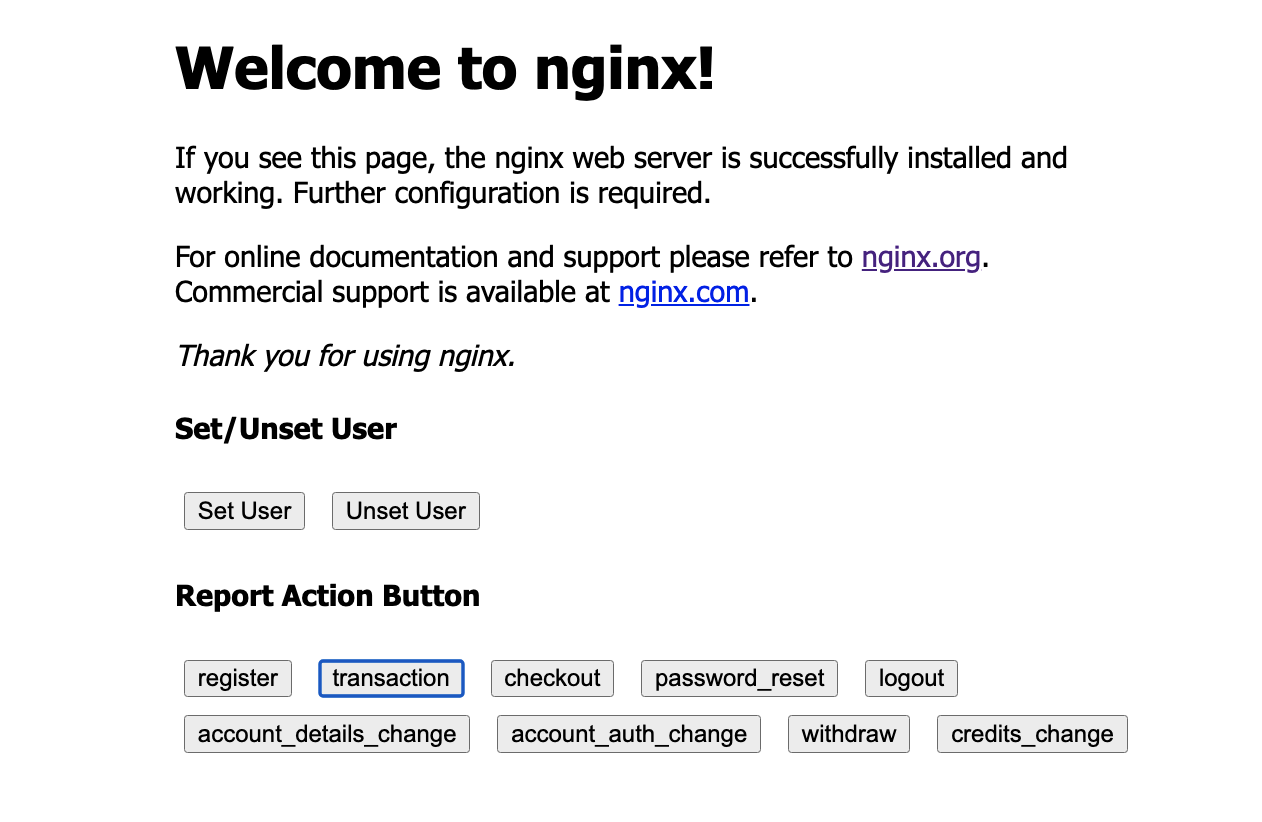 Welcome to nginx!
If you see this page, the nginx web server is successfully installed and
working. Further configuration is required.
For online documentation and support please refer to nginx.org.
Commercial support is available at nginx.com.
Thank you for using nginx.
Set/Unset User
Set User Unset User
Report Action Button
register transaction checkout password_reset logout
account_details_change account_auth_change withdraw credits_change